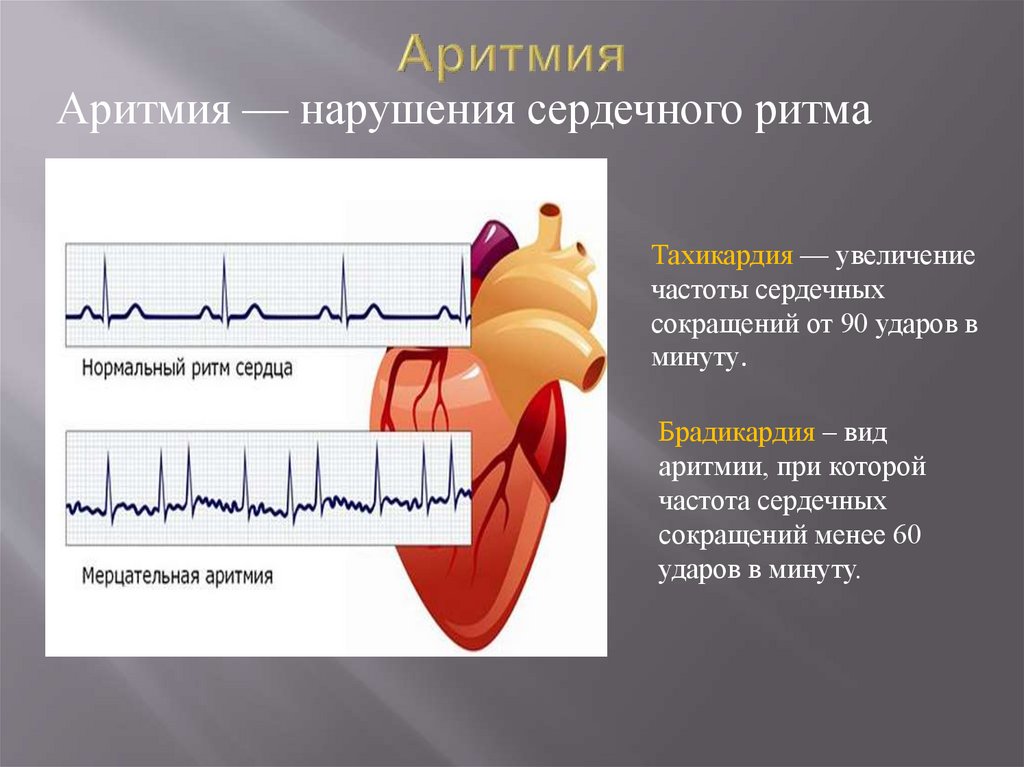 Аритмия
Аритмия — нарушения сердечного ритма
Нормальный ритм сердца
Мерцательная аритмия
Тахикардия — увеличение
частоты сердечных
сокращений от 90 ударов в
минуту.
Брадикардия – вид
аритмии, при которой
частота сердечных
сокращений менее 60
ударов в минуту.